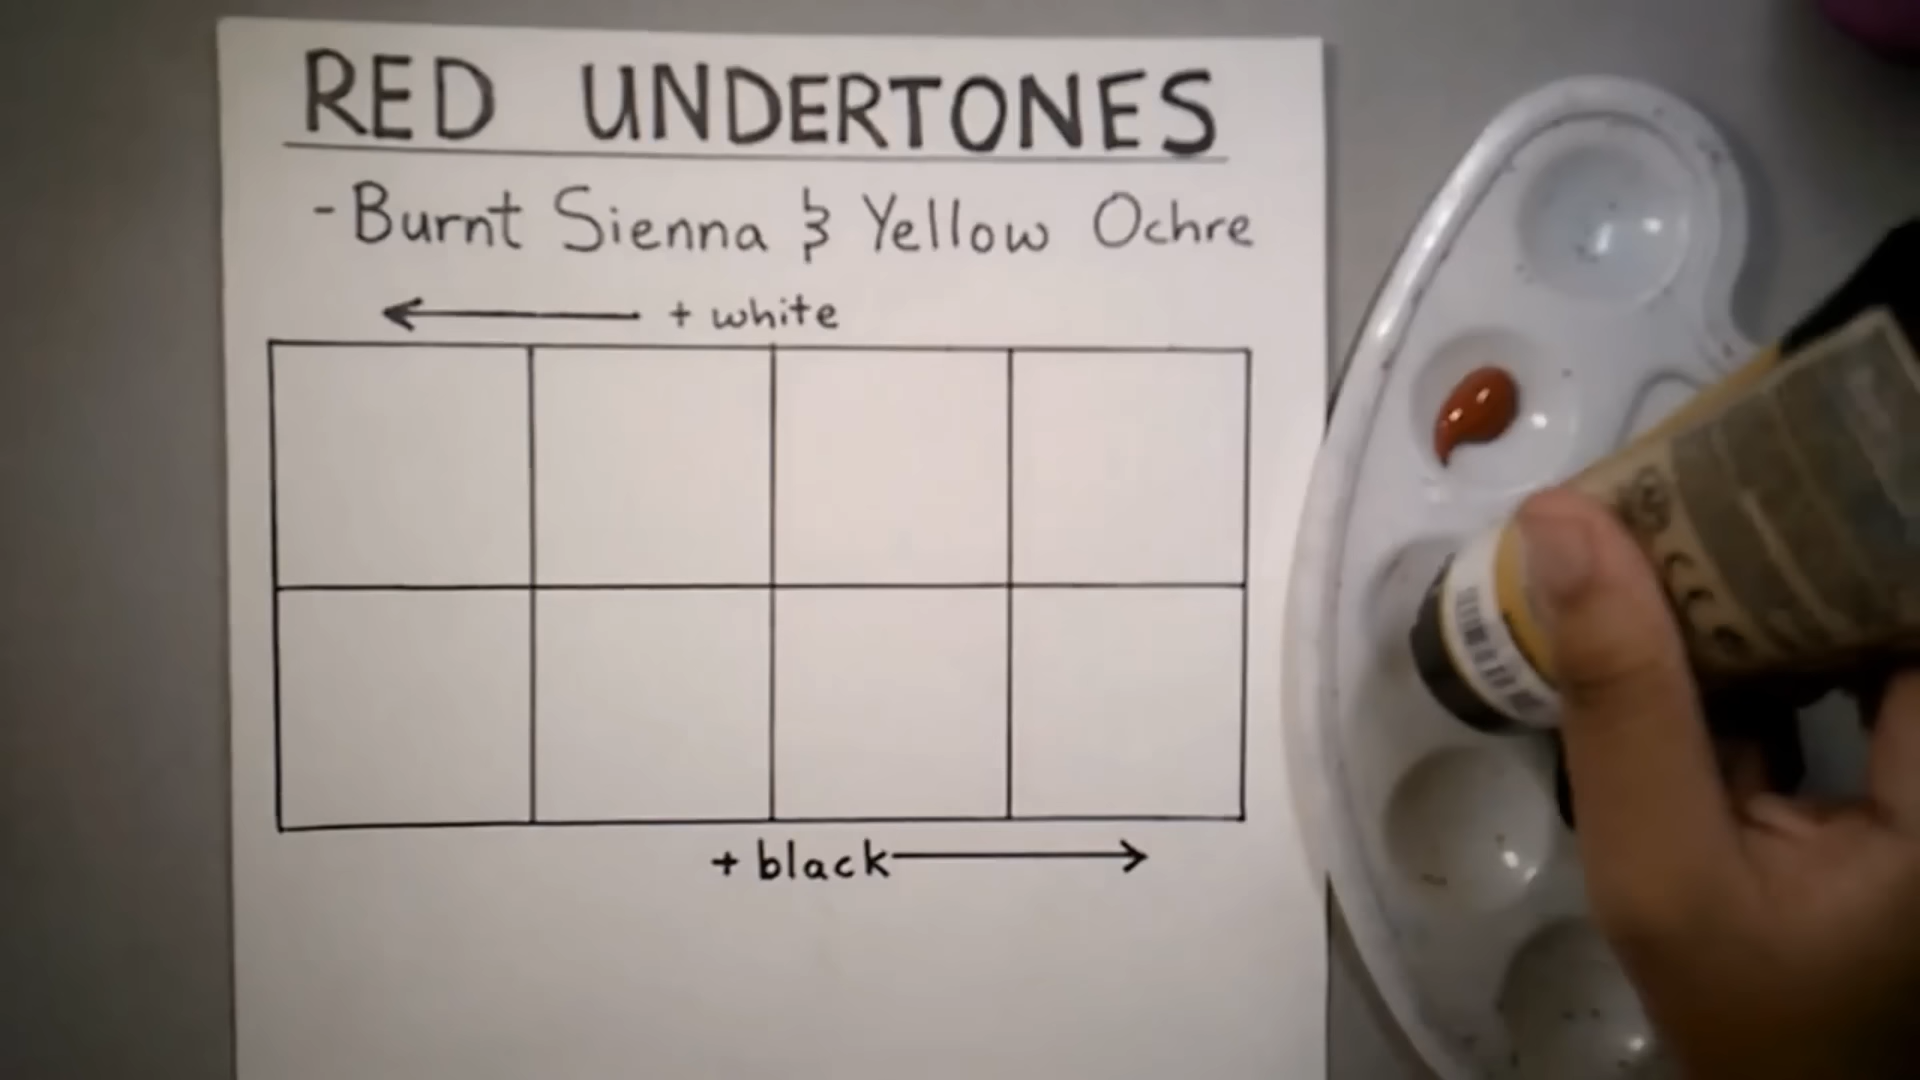 RED UNDERTONES
- Burnt Sienna & Yellow Ochre
+ white
+ black